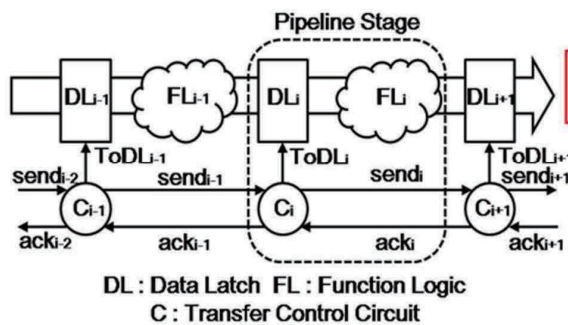 Pipeline Stage
DLi-1 FLi-1 DLi FLi DLi+1
ToDLi-1 ToDLi ToDLi+1
sendi-2 sendi-1 sendi sendi+1
Ci-1 Ci Ci+1
acki-2 acki-1 acki acki+1
DL : Data Latch FL : Function Logic
C : Transfer Control Circuit